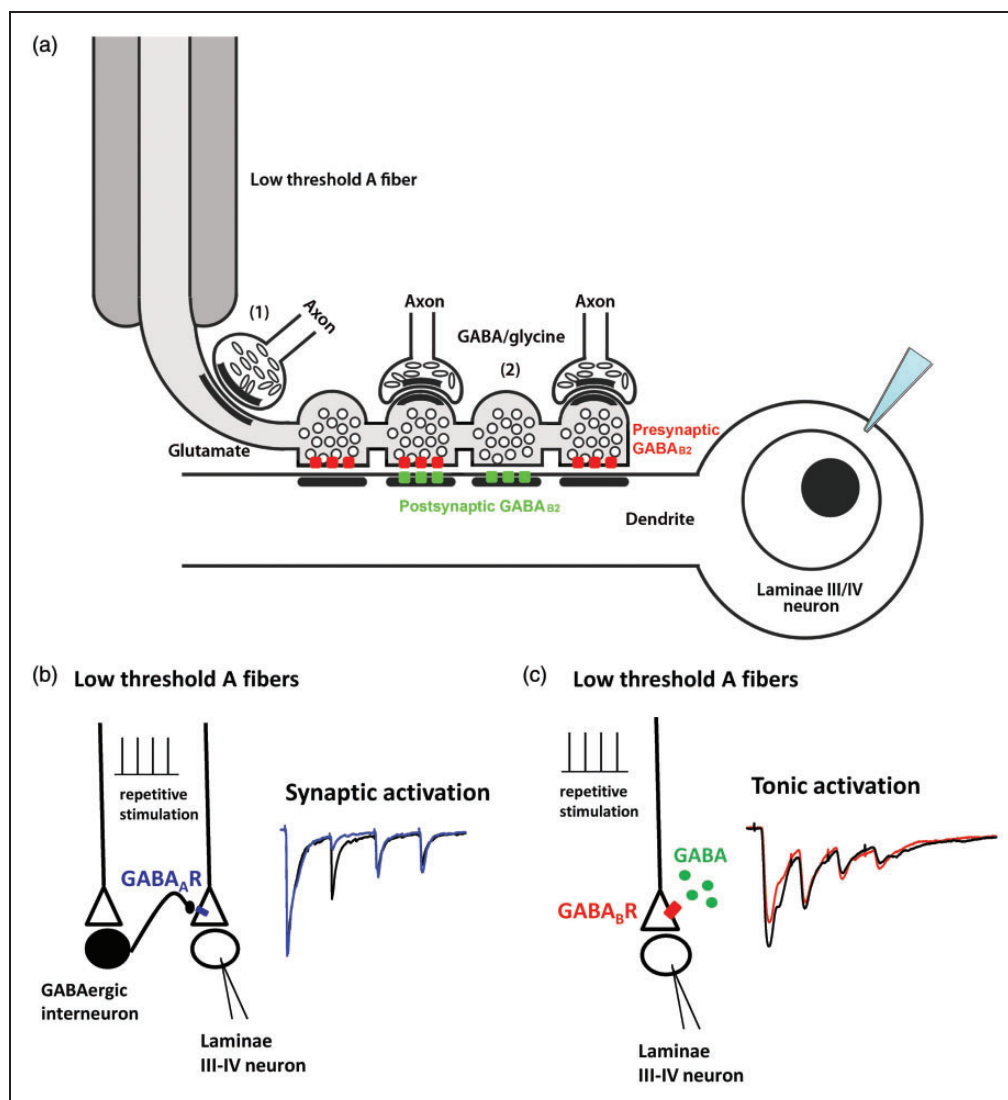 (a)
Low threshold A fiber
(1)
Axon
Axon
Axon
GABA/glycine
(2)
Glutamate
Presynaptic
GABAB2
Postsynaptic GABAB2
Dendrite
Laminae III/IV
neuron
(b) Low threshold A fibers
repetitive
stimulation
Synaptic activation
GABAAR
GABAergic
interneuron
Laminae
III-IV neuron
(c) Low threshold A fibers
repetitive
stimulation
Tonic activation
GABA
GABABR
Laminae
III-IV neuron